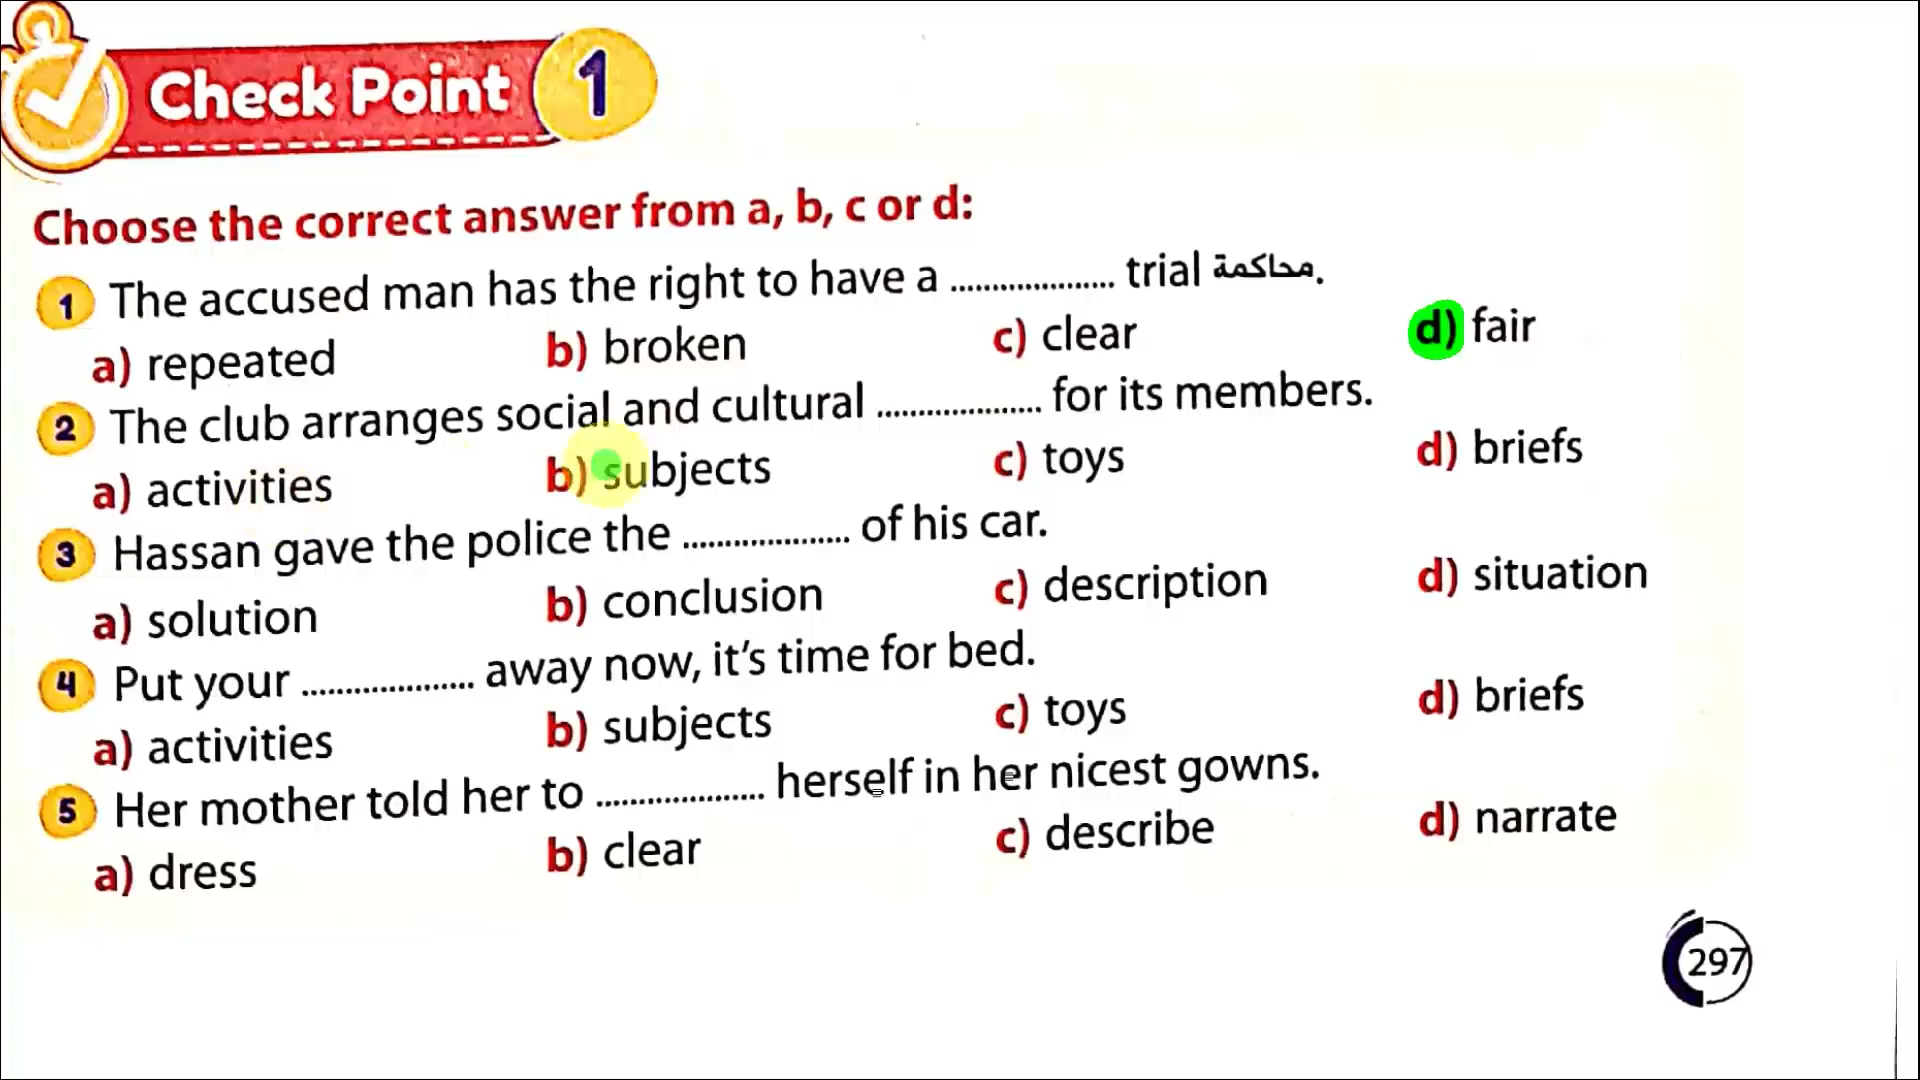 Check Point 1
Choose the correct answer from a, b, c or d:
1 The accused man has the right to have a ................... trial محاكمة.
a) repeated b) broken c) clear d) fair
2 The club arranges social and cultural ................... for its members.
a) activities b) subjects c) toys d) briefs
3 Hassan gave the police the ................... of his car.
a) solution b) conclusion c) description d) situation
4 Put your ................... away now, it's time for bed.
a) activities b) subjects c) toys d) briefs
5 Her mother told her to ................... herself in her nicest gowns.
a) dress b) clear c) describe d) narrate
297